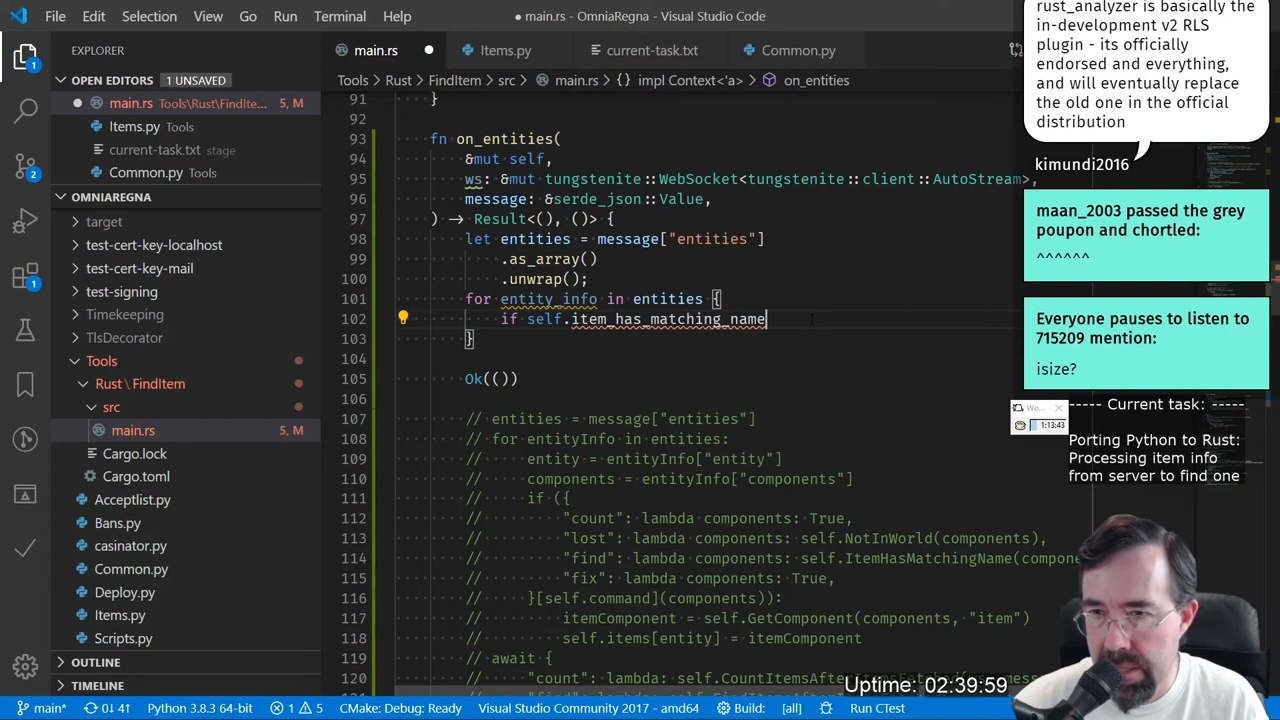 File Edit Selection View Go Run Terminal Help
● main.rs - OmniaRegna - Visual Studio Code
EXPLORER
OPEN EDITORS 1 UNSAVED
main.rs Tools\Rust\FindIte... 5, M
Items.py Tools
current-task.txt stage
Common.py Tools
OMNIAREGNA
target
test-cert-key-localhost
test-cert-key-mail
test-signing
Timekeeping
TlsDecorator
Tools
Rust \ FindItem
src
main.rs 5, M
Cargo.lock
Cargo.toml
Acceptlist.py
Bans.py
casinator.py
Common.py
Deploy.py
Items.py
Scripts.py
OUTLINE
TIMELINE
1
2
1
main.rs ● Items.py current-task.txt Common.py
Tools > Rust > FindItem > src > main.rs > {} impl Context<'a> > on_entities
91 }
92
93 fn on_entities(
94 &mut self,
95 ws: &mut tungstenite::WebSocket<tungstenite::client::AutoStream>,
96 message: &serde_json::Value,
97 ) → Result<(), ()> {
98 let entities = message["entities"]
99 .as_array()
100 .unwrap();
101 for entity_info in entities {
102 if self.item_has_matching_name
103 }
104
105 Ok(())
106
107 // entities = message["entities"]
108 // for entityInfo in entities:
109 // entity = entityInfo["entity"]
110 // components = entityInfo["components"]
111 // if ({
112 // "count": lambda components: True,
113 // "lost": lambda components: self.NotInWorld(components),
114 // "find": lambda components: self.ItemHasMatchingName(compone
115 // "fix": lambda components: True,
116 // }[self.command](components)):
117 // itemComponent = self.GetComponent(components, "item")
118 // self.items[entity] = itemComponent
119 // await {
120 // "count": lambda: self.CountItemsAfter
rust_analyzer is basically the
in-development v2 RLS
plugin - its officially
endorsed and everything,
and will eventually replace
the old one in the official
distribution
kimundi2016
maan_2003 passed the grey
poupon and chortled:
^^^^^^
Everyone pauses to listen to
715209 mention:
isize?
Wo...
1:13:43
----- Current task: -----
Porting Python to Rust:
Processing item info
from server to find one
Uptime: 02:39:59
main* 0↓ 4↑ Python 3.8.3 64-bit 1 5 CMake: Debug: Ready Visual Studio Community 2017 - amd64 Build: [all] Run CTest